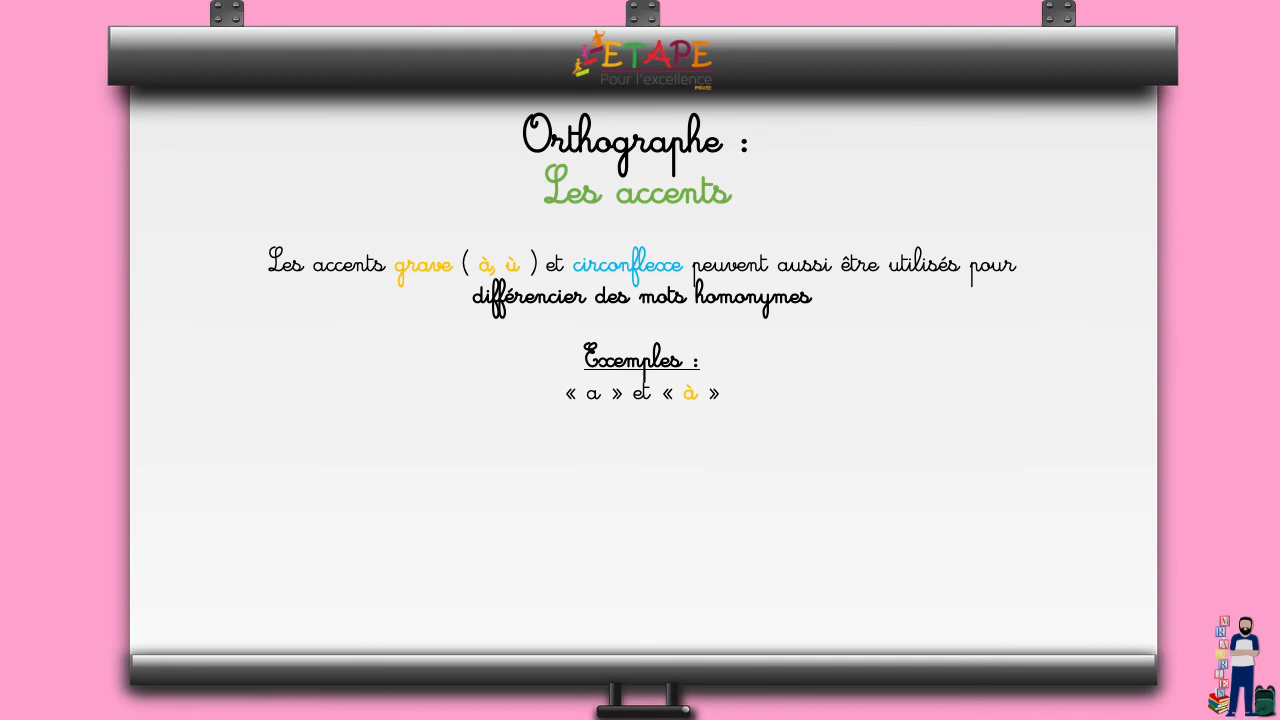 ETAPE
Pour l'excellence
PRIVEE
Orthographe :
Les accents
Les accents grave ( à, ù ) et circonflexe peuvent aussi être utilisés pour
différencier des mots homonymes
Exemples :
« a » et « à »